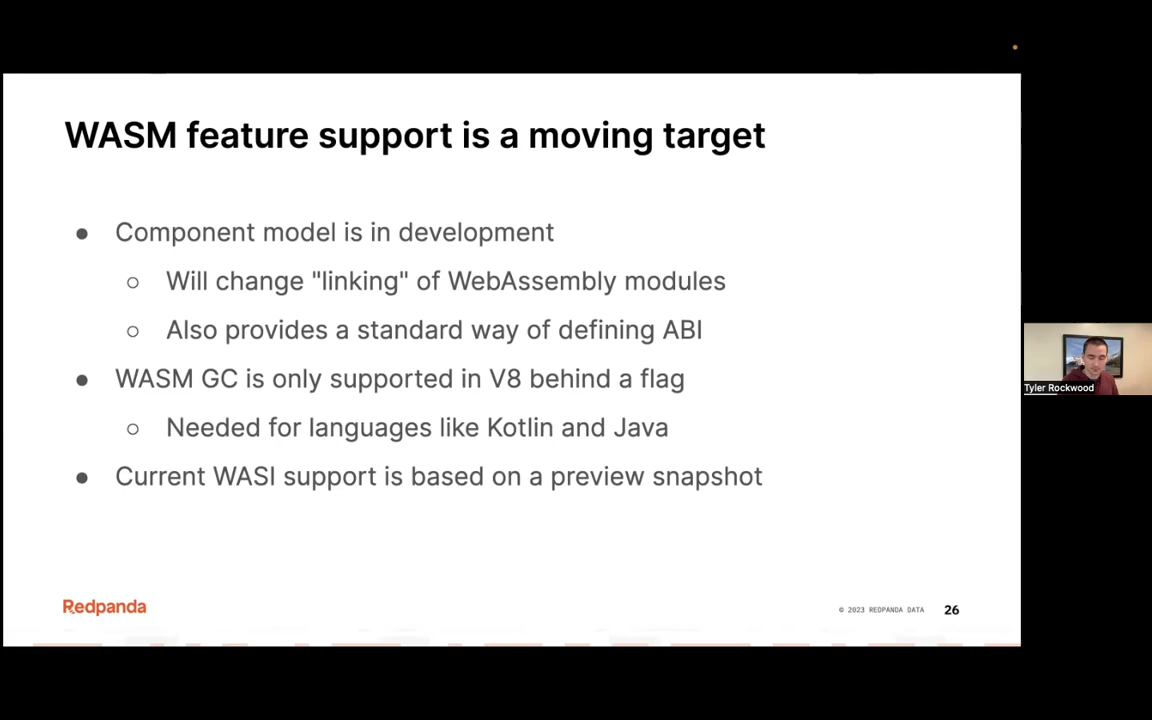 WASM feature support is a moving target
● Component model is in development
○ Will change "linking" of WebAssembly modules
○ Also provides a standard way of defining ABI
● WASM GC is only supported in V8 behind a flag
○ Needed for languages like Kotlin and Java
● Current WASI support is based on a preview snapshot
Tyler Rockwood
Redpanda
© 2023 REDPANDA DATA 26